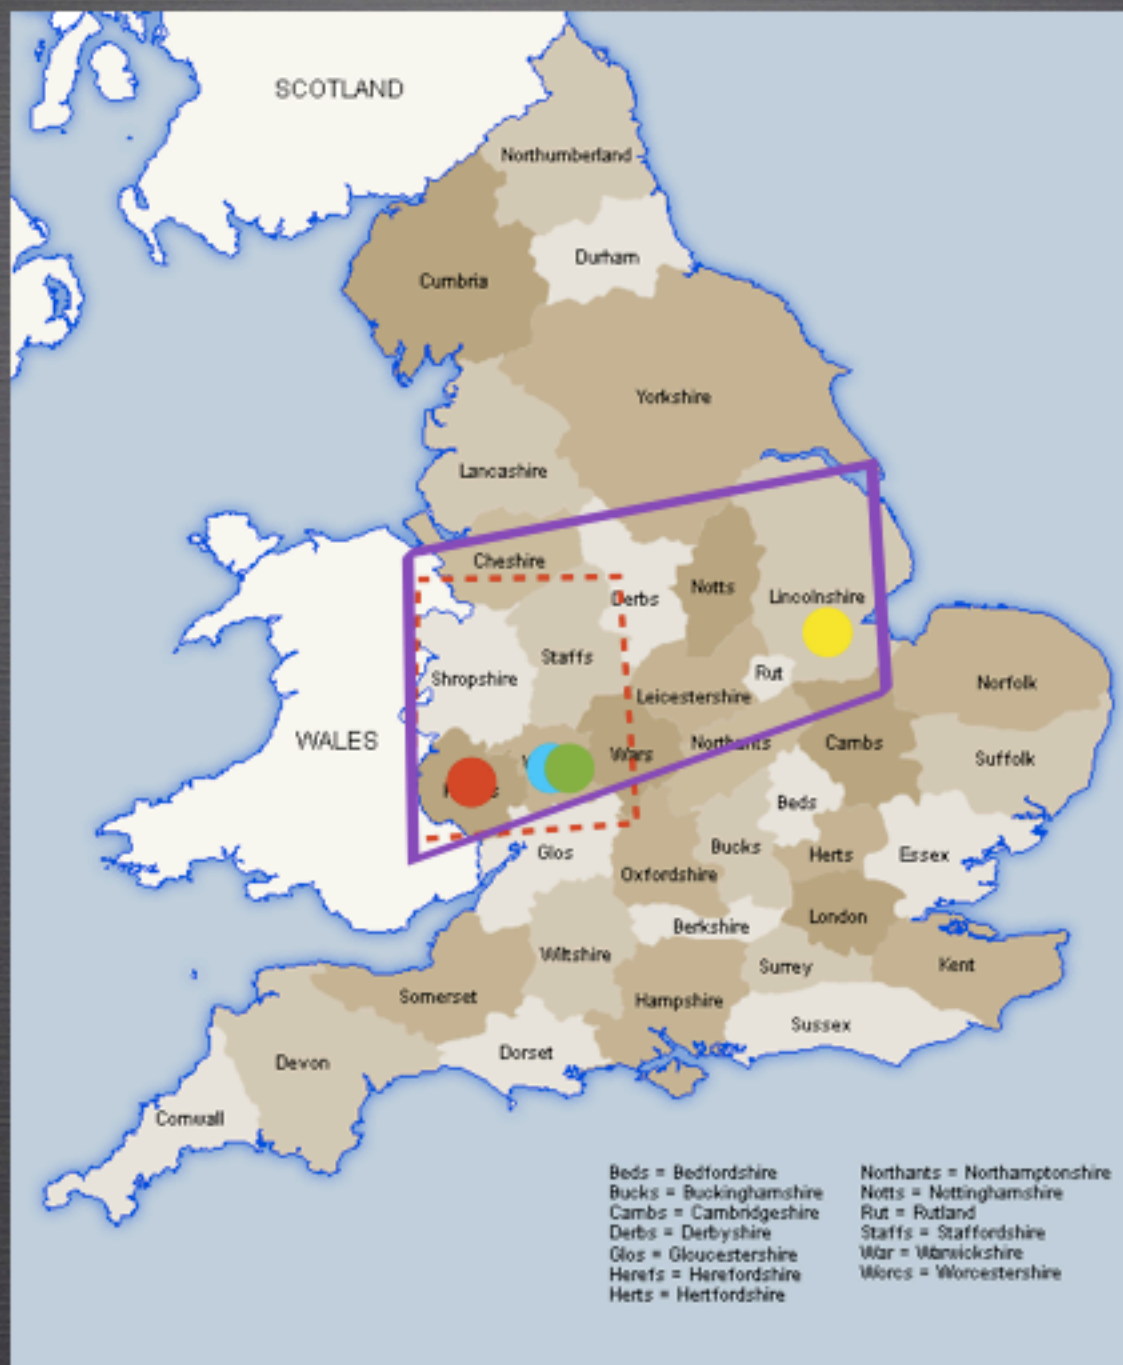 SCOTLAND
Northumberland
Durham
Cumbria
Yorkshire
Lancashire
Cheshire
Notts
Derbs
Lincolnshire
Staffs
Rut
Shropshire
Leicestershire
Norfolk
WALES
Wars
Northants
Cambs
Suffolk
Beds
Bucks
Herts
Essex
Glos
Oxfordshire
London
Berkshire
Wiltshire
Surrey
Kent
Somerset
Hampshire
Sussex
Dorset
Devon
Cornwall
Beds = Bedfordshire
Bucks = Buckinghamshire
Cambs = Cambridgeshire
Derbs = Derbyshire
Glos = Gloucestershire
Herefs = Herefordshire
Herts = Hertfordshire
Northants = Northamptonshire
Notts = Nottinghamshire
Rut = Rutland
Staffs = Staffordshire
War = Warwickshire
Worcs = Worcestershire